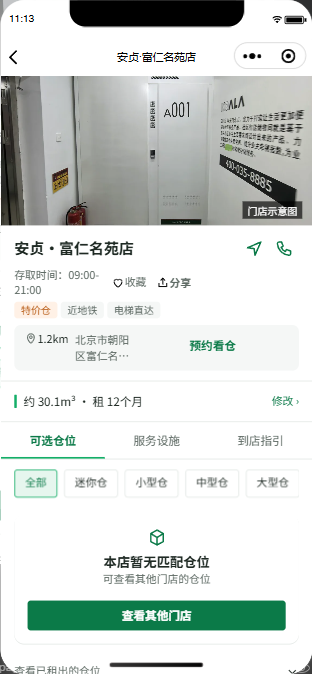 11:13
安贞·富仁名苑店
A001
400-035-8885
门店示意图
安贞·富仁名苑店
存取时间：09:00-
21:00
收藏
分享
特价仓 近地铁 电梯直达
1.2km 北京市朝阳
区富仁名…
预约看仓
约 30.1m³ · 租 12个月 修改 ›
可选仓位 服务设施 到店指引
全部 迷你仓 小型仓 中型仓 大型仓
本店暂无匹配仓位
可查看其他门店的仓位
查看其他门店
查看已租出的仓位